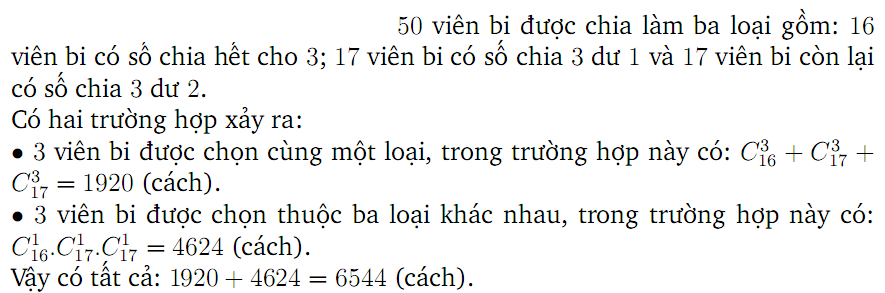 50 viên bi được chia làm ba loại gồm: 16
viên bi có số chia hết cho 3; 17 viên bi có số chia 3 dư 1 và 17 viên bi còn lại
có số chia 3 dư 2.
Có hai trường hợp xảy ra:
• 3 viên bi được chọn cùng một loại, trong trường hợp này có: $C_{16}^3 + C_{17}^3 +$
$C_{17}^3 = 1920$ (cách).
• 3 viên bi được chọn thuộc ba loại khác nhau, trong trường hợp này có:
$C_{16}^1.C_{17}^1.C_{17}^1 = 4624$ (cách).
Vậy có tất cả: 1920 + 4624 = 6544 (cách).